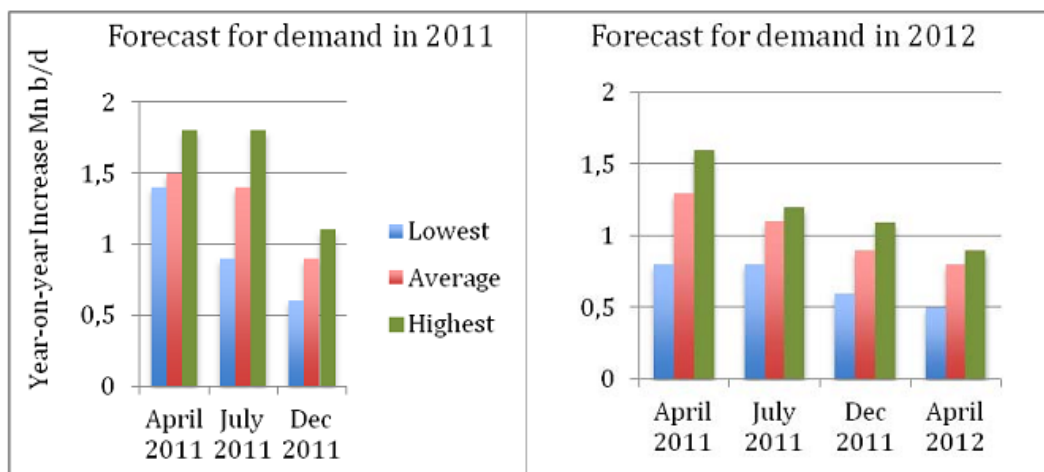 Forecast for demand in 2011
Year-on-year Increase Mn b/d
2
1,5
1
0,5
0
April
2011
July
2011
Dec
2011
Lowest
Average
Highest
Forecast for demand in 2012
2
1,5
1
0,5
0
April
2011
July
2011
Dec
2011
April
2012